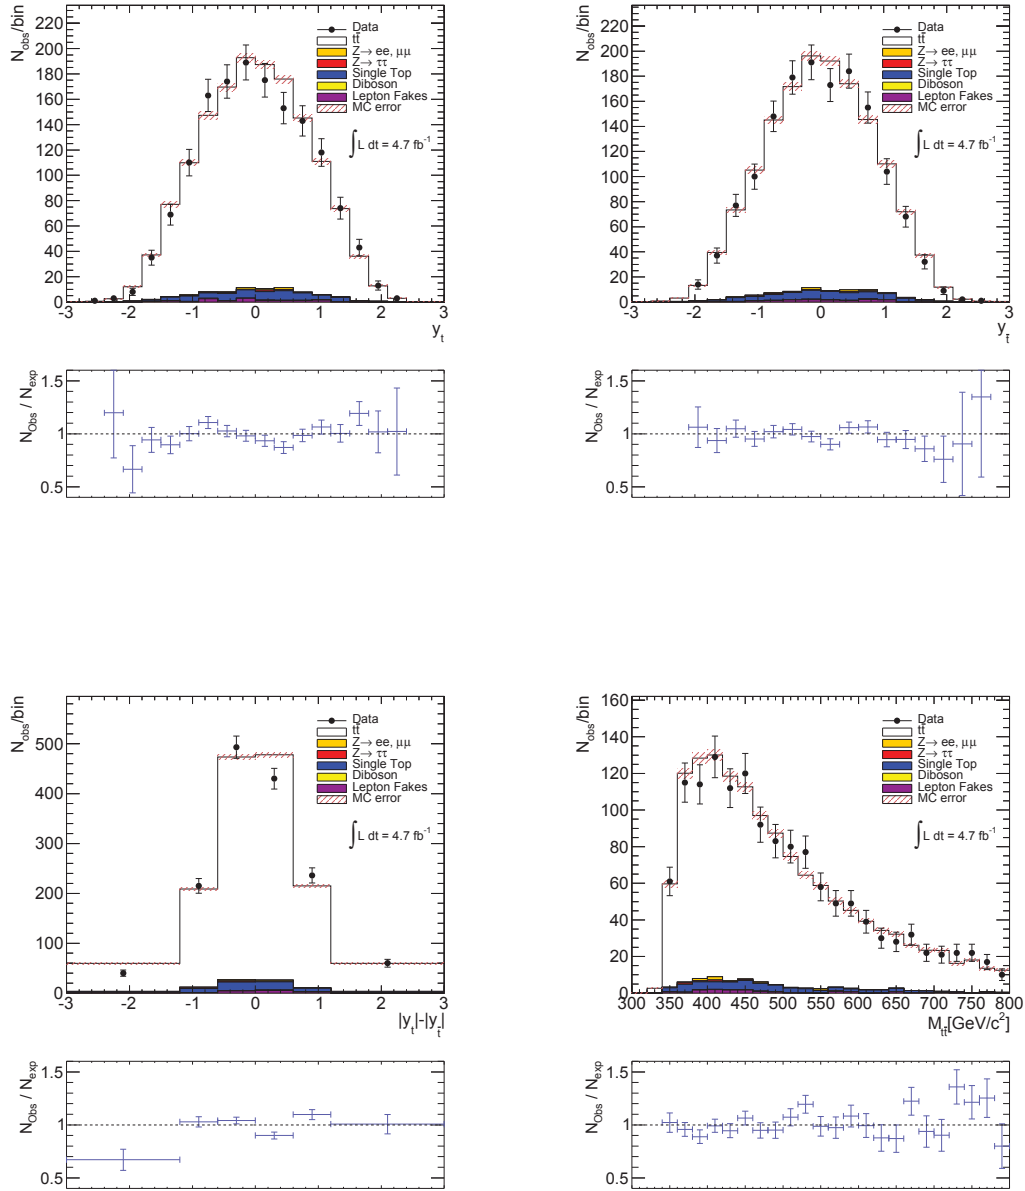 N_obs/bin
220
200
180
160
140
120
100
80
60
40
20
0
-3 -2 -1 0 1 2 3
y_t
Data
tt̄
Z→ ee, μμ
Z→ ττ
Single Top
Diboson
Lepton Fakes
MC error
∫ L dt = 4.7 fb⁻¹
N_Obs / N_exp
1.5
1
0.5
N_obs/bin
220
200
180
160
140
120
100
80
60
40
20
0
-3 -2 -1 0 1 2 3
y_t̄
Data
tt̄
Z→ ee, μμ
Z→ ττ
Single Top
Diboson
Lepton Fakes
MC error
∫ L dt = 4.7 fb⁻¹
N_Obs / N_exp
1.5
1
0.5
N_obs/bin
500
400
300
200
100
0
-3 -2 -1 0 1 2 3
|y_t|-|y_t̄|
Data
tt̄
Z→ ee, μμ
Z→ ττ
Single Top
Diboson
Lepton Fakes
MC error
∫ L dt = 4.7 fb⁻¹
N_Obs / N_exp
1.5
1
0.5
N_obs/bin
160
140
120
100
80
60
40
20
0
300 350 400 450 500 550 600 650 700 750 800
M_tt̄[GeV/c²]
Data
tt̄
Z→ ee, μμ
Z→ ττ
Single Top
Diboson
Lepton Fakes
MC error
∫ L dt = 4.7 fb⁻¹
N_Obs / N_exp
1.5
1
0.5